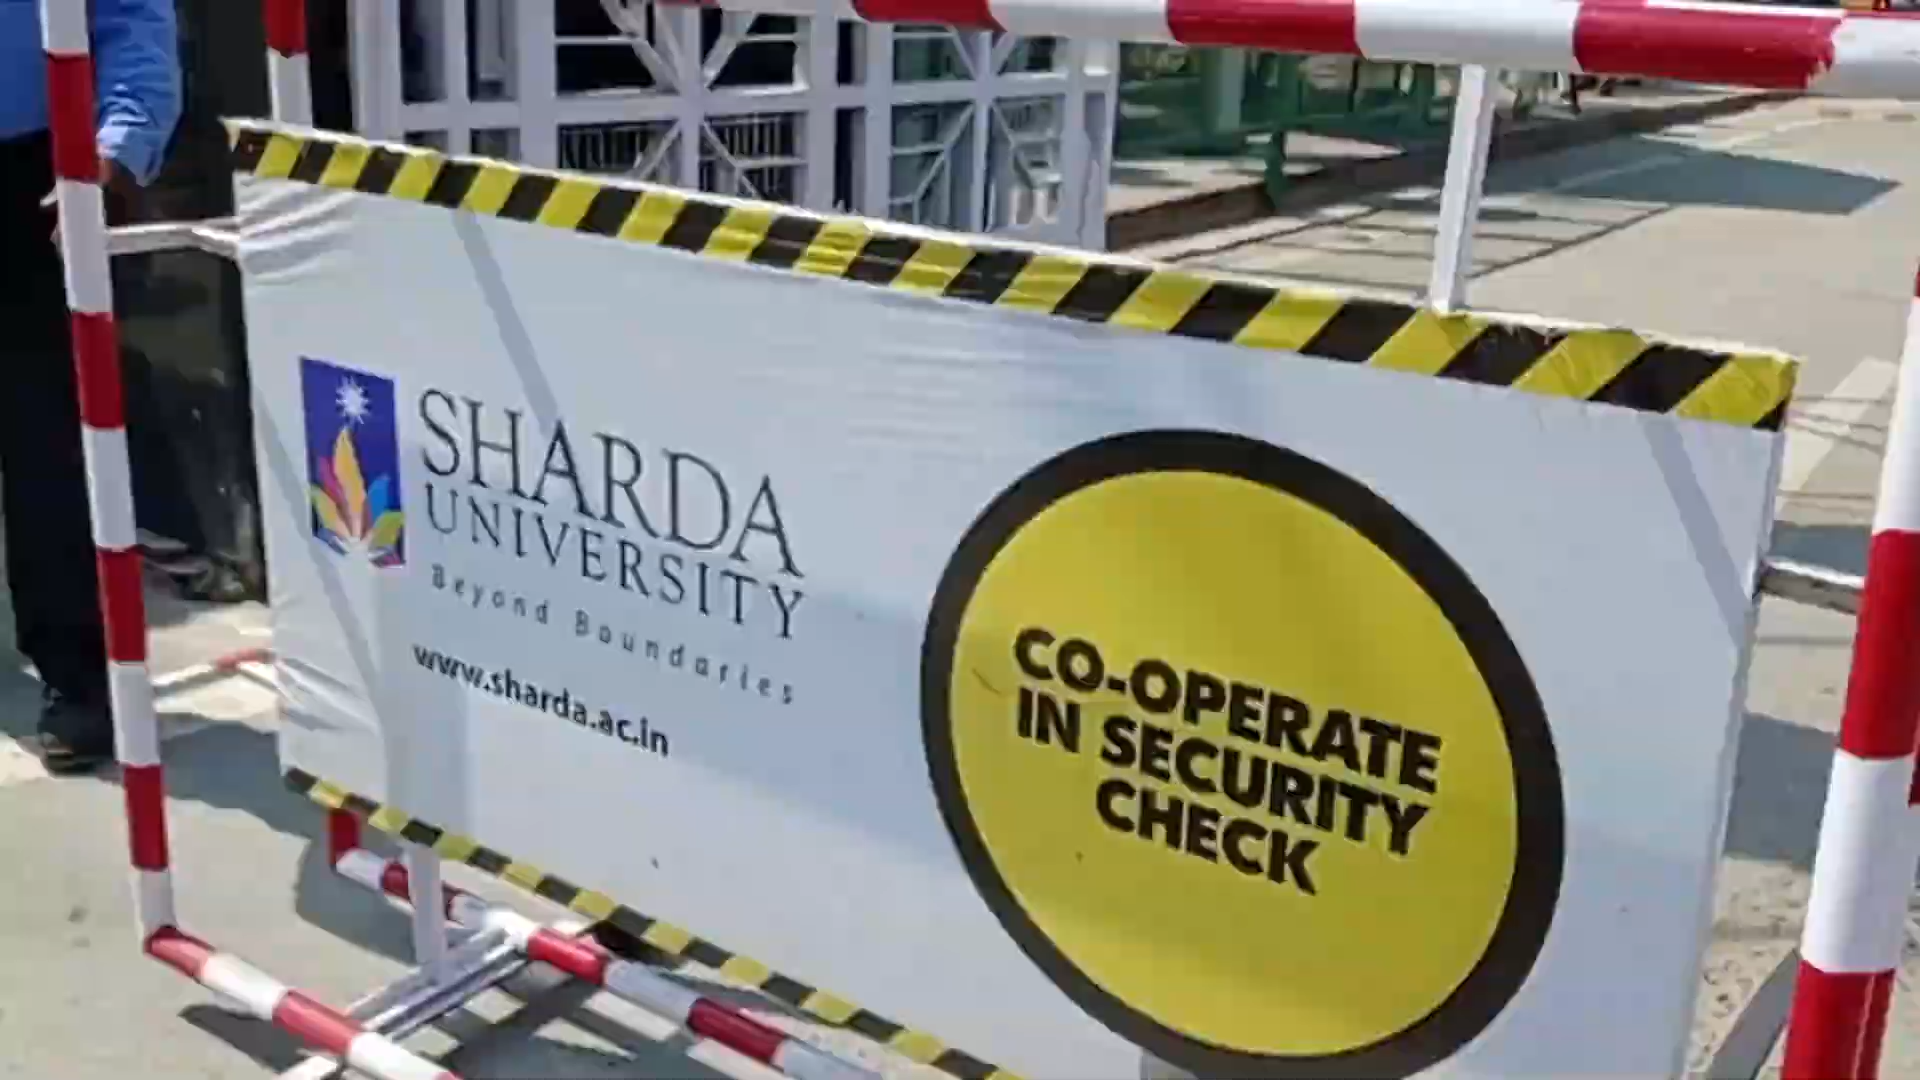 SHARDA
UNIVERSITY
Beyond Boundaries
www.sharda.ac.in
CO-OPERATE
IN SECURITY
CHECK